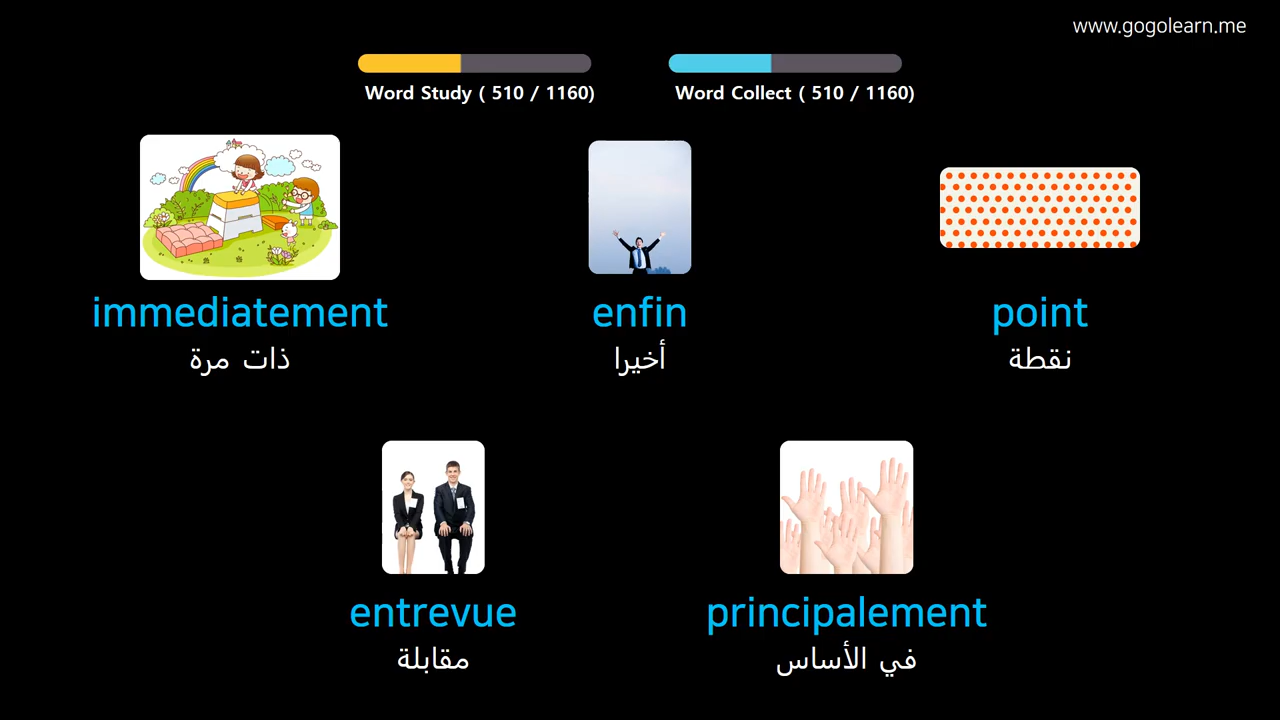 www.gogolearn.me
Word Study ( 510 / 1160)
Word Collect ( 510 / 1160)
immediatement
ذات مرة
enfin
أخيرا
point
نقطة
entrevue
مقابلة
principalement
في الأساس